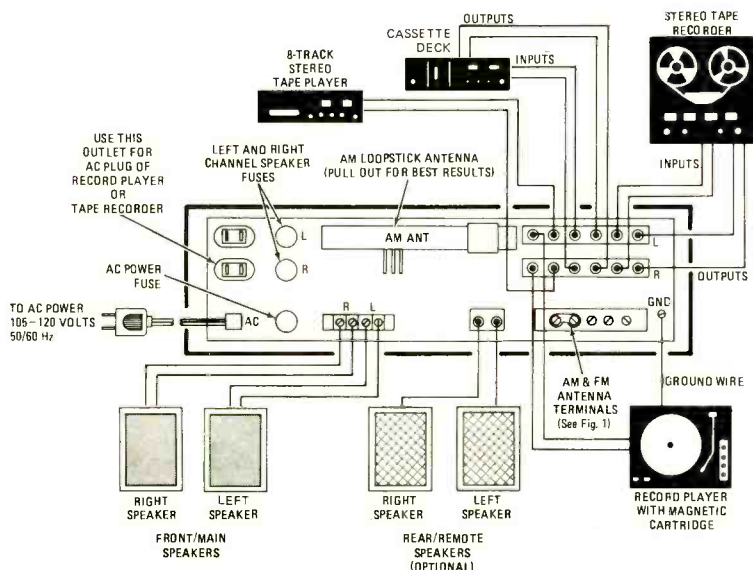 OUTPUTS
STEREO TAPE
RECORDER
CASSETTE
DECK
INPUTS
8-TRACK
STEREO
TAPE PLAYER
USE THIS
OUTLET FOR
AC PLUG OF
RECORD PLAYER
OR
TAPE RECORDER
LEFT AND RIGHT
CHANNEL SPEAKER
FUSES
AM LOOPSTICK ANTENNA
(PULL OUT FOR BEST RESULTS)
INPUTS
L
AM ANT
L
R
R
AC POWER
FUSE
OUTPUTS
TO AC POWER
105-120 VOLTS
50/60 Hz
AC
R L
GND
AM & FM
ANTENNA
TERMINALS
(See Fig. 1)
GROUND WIRE
RIGHT
SPEAKER
LEFT
SPEAKER
FRONT/MAIN
SPEAKERS
RIGHT
SPEAKER
LEFT
SPEAKER
REAR/REMOTE
SPEAKERS
(OPTIONAL)
RECORD PLAYER
WITH MAGNETIC
CARTRIDGE